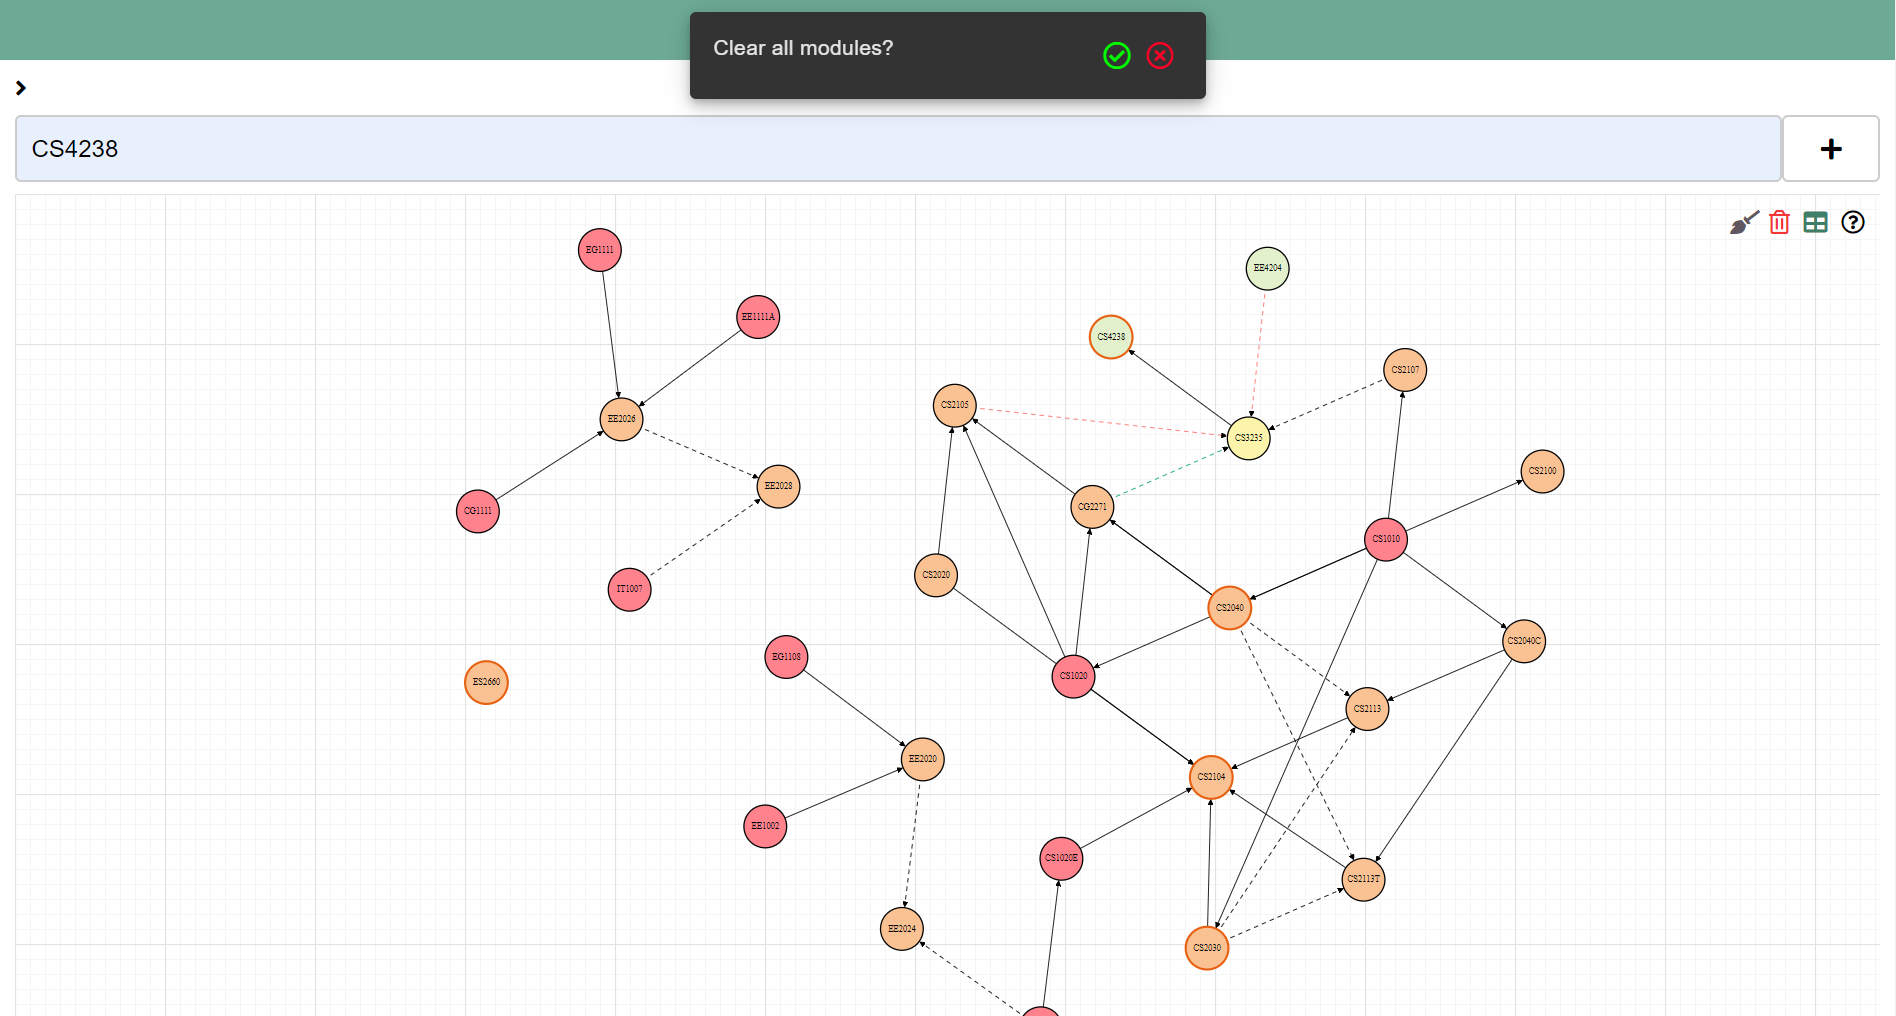 Clear all modules?
CS4238
EG1111
EE4204
EE1111A
CS4238
CS2107
CS2105
EE2026
CS3235
CS2100
EE2028
CG2271
CG1111
CS1010
CS2020
IT1007
CS2040
CS2040C
EG1108
CS1020
ES2660
CS2113
EE2020
CS2104
EE1002
CS1020E
CS2113T
EE2024
CS2030